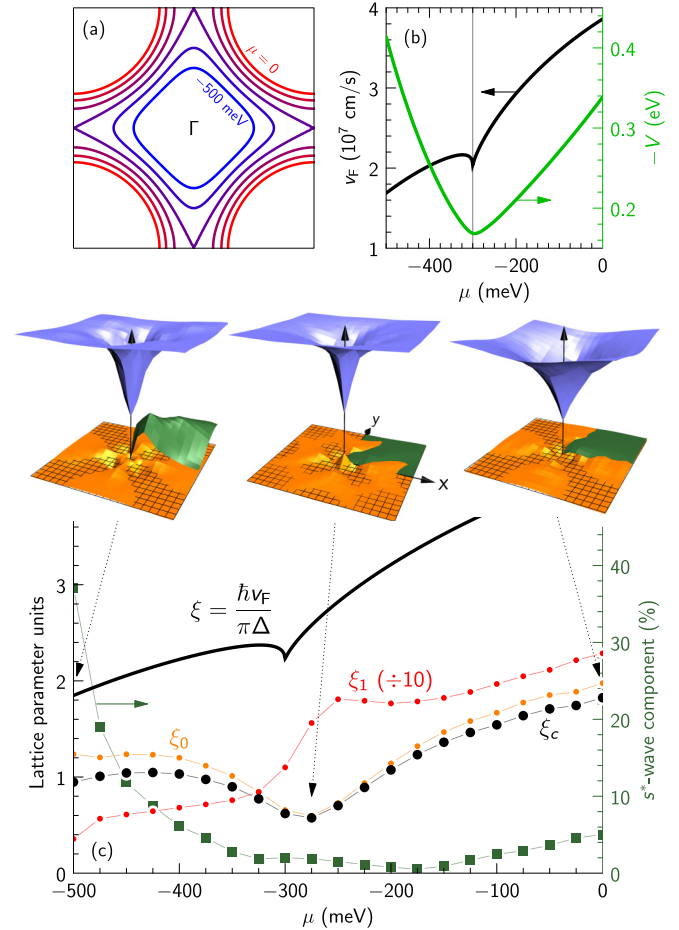 (a)
μ = 0
−500 meV
Γ
(b)
4
3
2
1
v_F (10^7 cm/s)
−400
−200
0
μ (meV)
0.4
0.3
0.2
−V (eV)
y
x
3
2
1
0
Lattice parameter units
ξ = ħv_F / πΔ
ξ_1 (÷10)
ξ_0
ξ_c
(c)
40
30
20
10
0
s*-wave component (%)
−500
−400
−300
−200
−100
0
μ (meV)